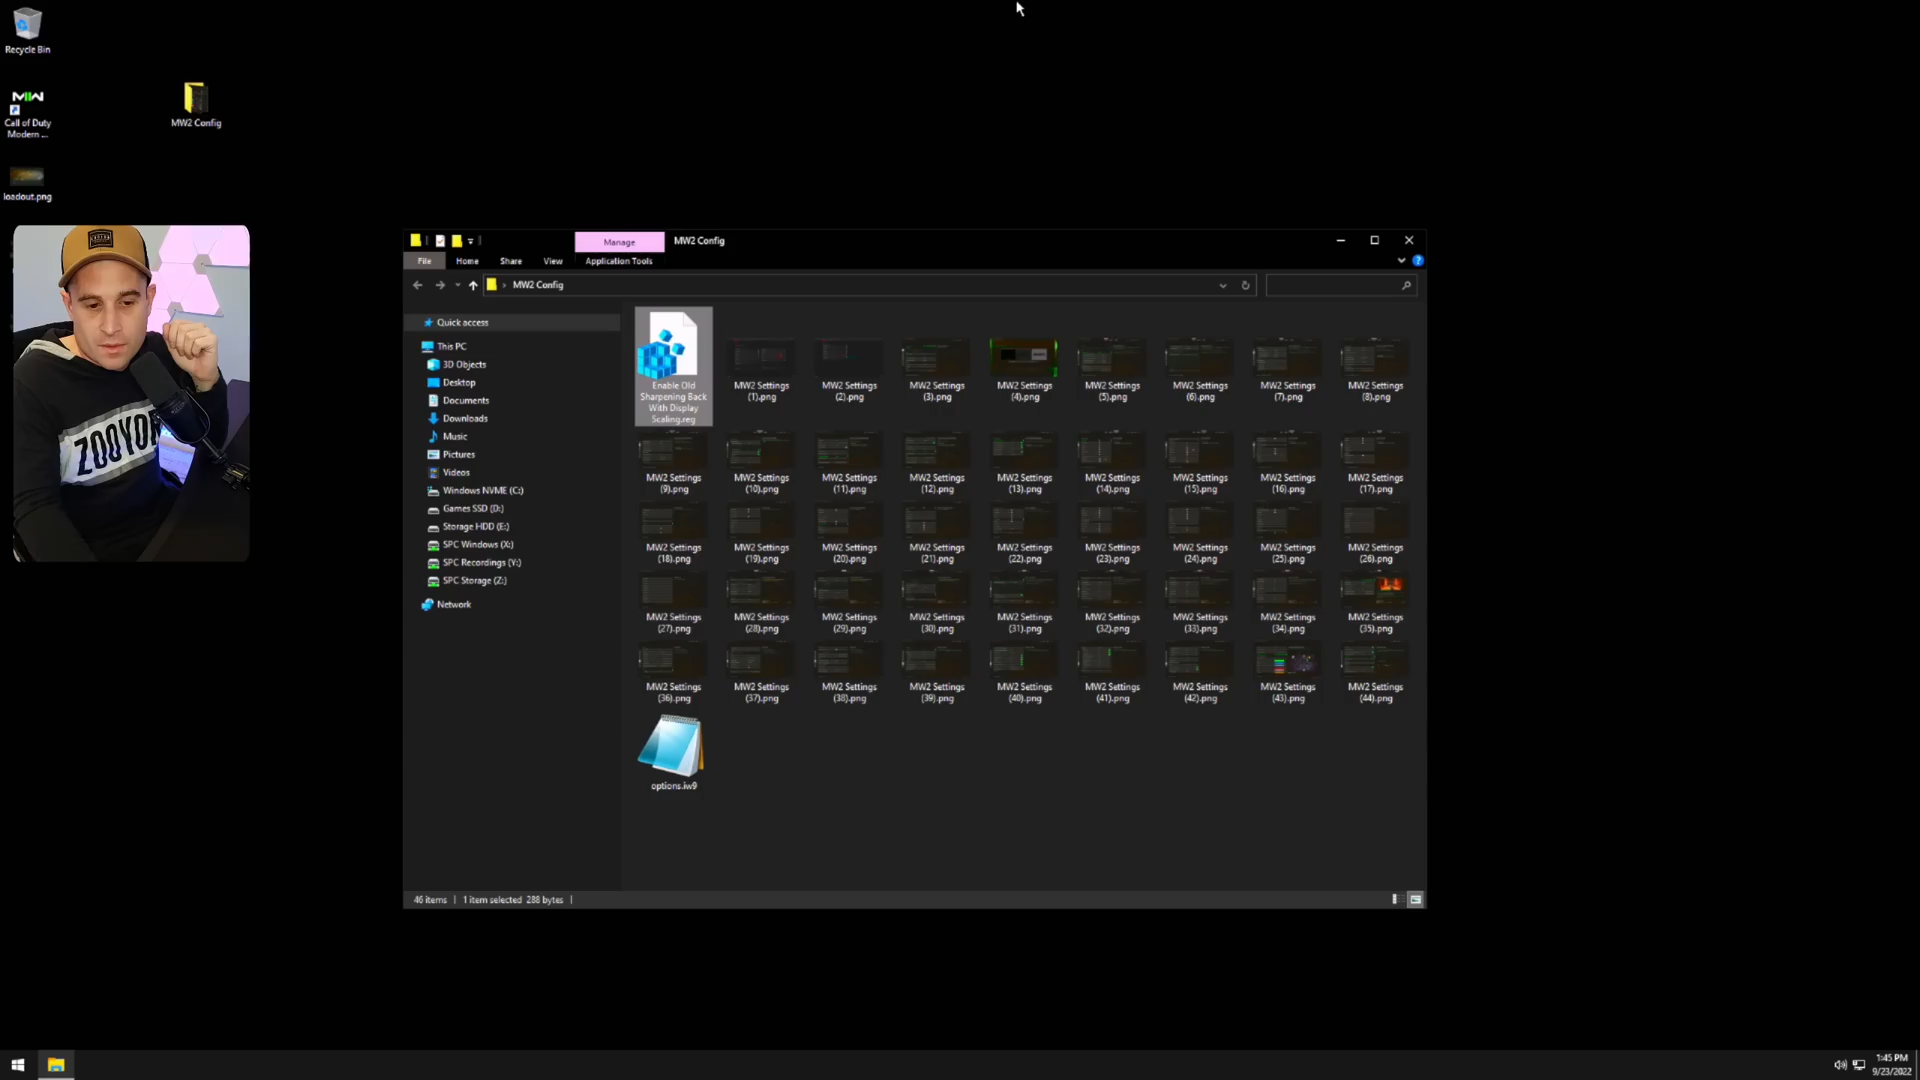 Recycle Bin
MW
Call of Duty
Modern ...
loadout.png
MW2 Config
ZOOYORK
Manage
MW2 Config
File
Home
Share
View
Application Tools
MW2 Config
Quick access
This PC
3D Objects
Desktop
Documents
Downloads
Music
Pictures
Videos
Windows NVME (C:)
Games SSD (D:)
Storage HDD (E:)
SPC Windows (X:)
SPC Recordings (Y:)
SPC Storage (Z:)
Network
Enable Old
Sharpening Back
With Display
Scaling.reg
MW2 Settings
(1).png
MW2 Settings
(2).png
MW2 Settings
(3).png
MW2 Settings
(4).png
MW2 Settings
(5).png
MW2 Settings
(6).png
MW2 Settings
(7).png
MW2 Settings
(8).png
MW2 Settings
(9).png
MW2 Settings
(10).png
MW2 Settings
(11).png
MW2 Settings
(12).png
MW2 Settings
(13).png
MW2 Settings
(14).png
MW2 Settings
(15).png
MW2 Settings
(16).png
MW2 Settings
(17).png
MW2 Settings
(18).png
MW2 Settings
(19).png
MW2 Settings
(20).png
MW2 Settings
(21).png
MW2 Settings
(22).png
MW2 Settings
(23).png
MW2 Settings
(24).png
MW2 Settings
(25).png
MW2 Settings
(26).png
MW2 Settings
(27).png
MW2 Settings
(28).png
MW2 Settings
(29).png
MW2 Settings
(30).png
MW2 Settings
(31).png
MW2 Settings
(32).png
MW2 Settings
(33).png
MW2 Settings
(34).png
MW2 Settings
(35).png
MW2 Settings
(36).png
MW2 Settings
(37).png
MW2 Settings
(38).png
MW2 Settings
(39).png
MW2 Settings
(40).png
MW2 Settings
(41).png
MW2 Settings
(42).png
MW2 Settings
(43).png
MW2 Settings
(44).png
options.iw9
46 items
1 item selected 288 bytes
1:45 PM
9/23/2022